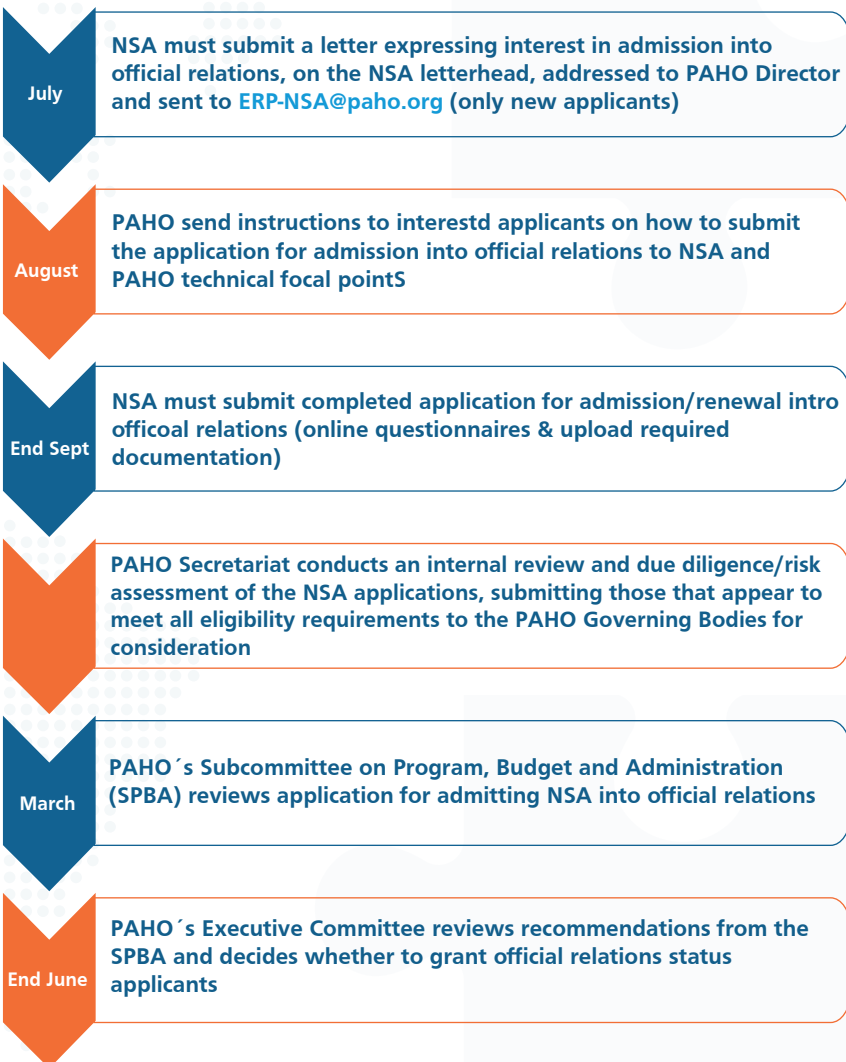 July
NSA must submit a letter expressing interest in admission into
official relations, on the NSA letterhead, addressed to PAHO Director
and sent to ERP-NSA@paho.org (only new applicants)
August
PAHO send instructions to interestd applicants on how to submit
the application for admission into official relations to NSA and
PAHO technical focal pointS
End Sept
NSA must submit completed application for admission/renewal intro
officoal relations (online questionnaires & upload required
documentation)
PAHO Secretariat conducts an internal review and due diligence/risk
assessment of the NSA applications, submitting those that appear to
meet all eligibility requirements to the PAHO Governing Bodies for
consideration
March
PAHO´s Subcommittee on Program, Budget and Administration
(SPBA) reviews application for admitting NSA into official relations
End June
PAHO´s Executive Committee reviews recommendations from the
SPBA and decides whether to grant official relations status
applicants